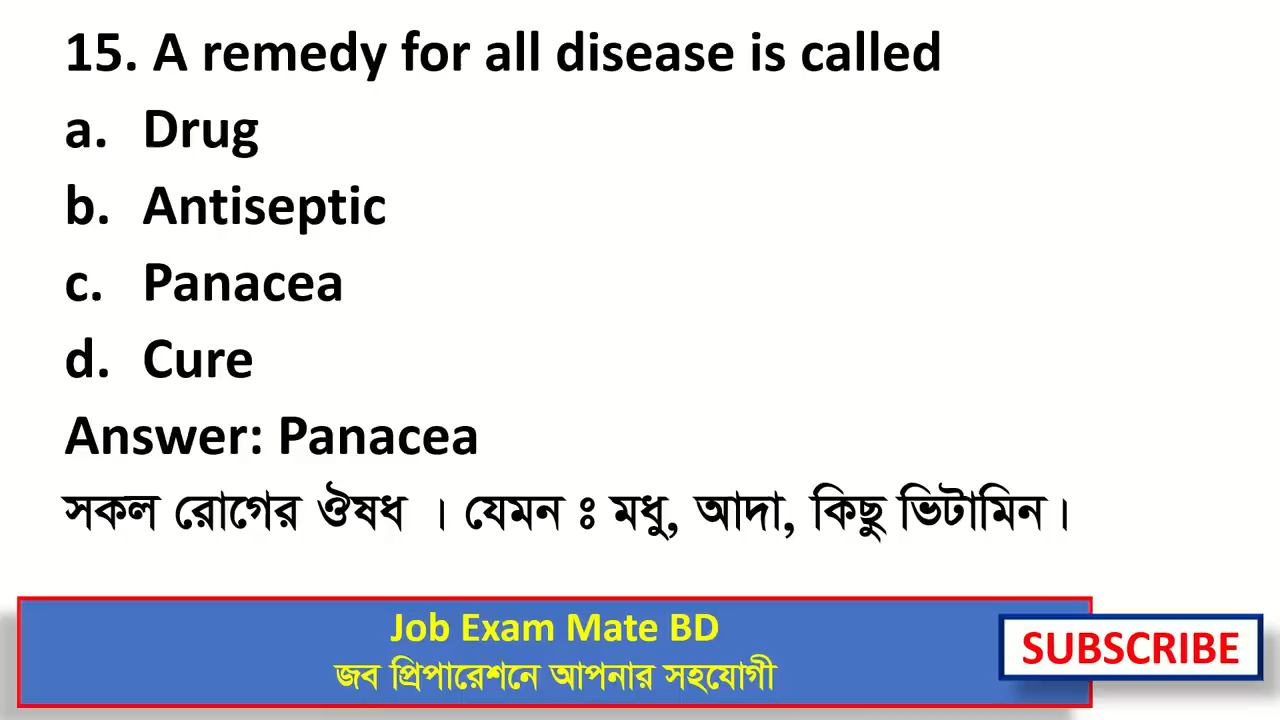 15. A remedy for all disease is called
a. Drug
b. Antiseptic
c. Panacea
d. Cure
Answer: Panacea
সকল রোগের ঔষধ । যেমন ঃ মধু, আদা, কিছু ভিটামিন।
Job Exam Mate BD
জব প্রিপারেশনে আপনার সহযোগী
SUBSCRIBE